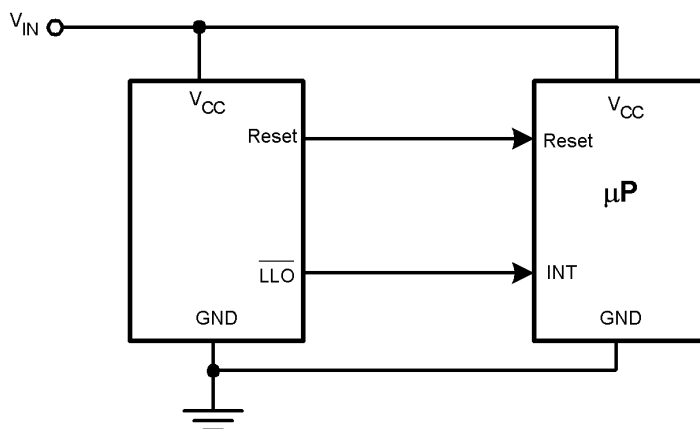 VIN
VCC
VCC
Reset
Reset
μP
LLO
INT
GND
GND